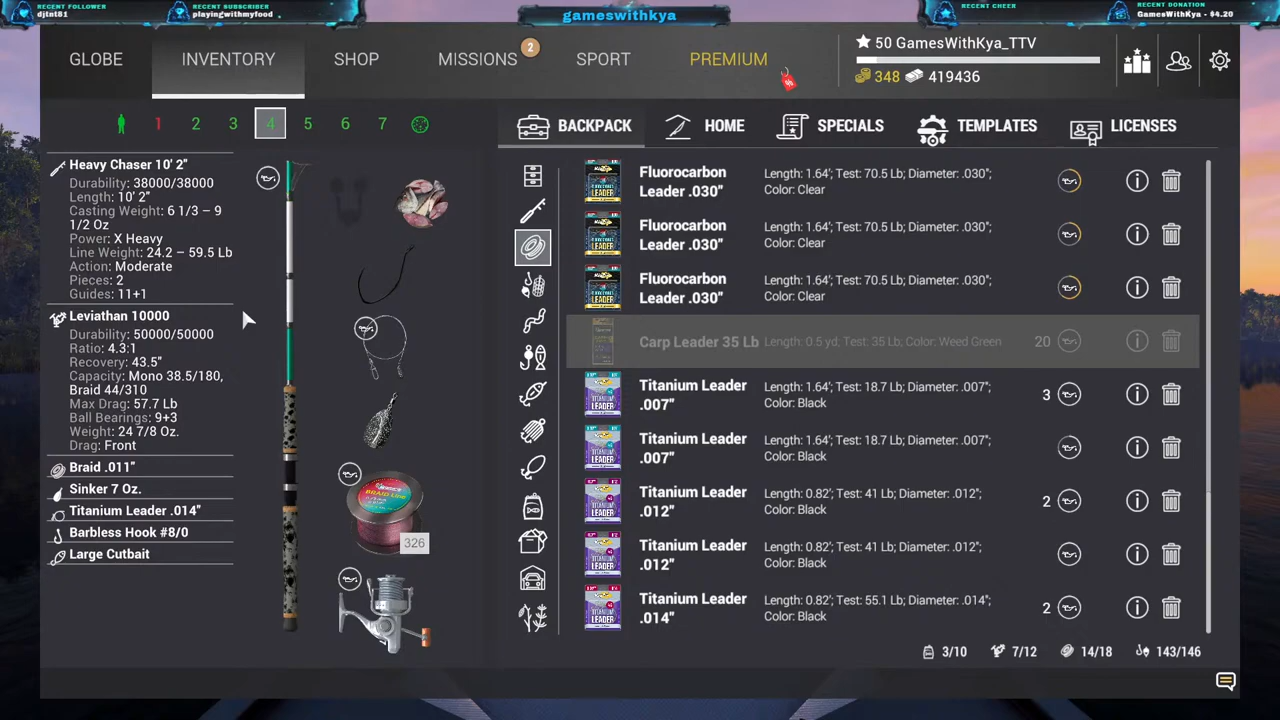 RECENT FOLLOWER
djtnt81
RECENT SUBSCRIBER
playingwithmyfood
gameswithkya
RECENT CHEER
RECENT DONATION
GamesWithKya - $4.20
GLOBE
INVENTORY
SHOP
MISSIONS
2
SPORT
PREMIUM
50 GamesWithKya_TTV
348
419436
1
2
3
4
5
6
7
BACKPACK
HOME
SPECIALS
TEMPLATES
LICENSES
Heavy Chaser 10' 2"
Durability: 38000/38000
Length: 10' 2"
Casting Weight: 6 1/3 – 9
1/2 Oz
Power: X Heavy
Line Weight: 24.2 – 59.5 Lb
Action: Moderate
Pieces: 2
Guides: 11+1
Leviathan 10000
Durability: 50000/50000
Ratio: 4.3:1
Recovery: 43.5"
Capacity: Mono 38.5/180,
Braid 44/310
Max Drag: 57.7 Lb
Ball Bearings: 9+3
Weight: 24 7/8 Oz.
Drag: Front
Braid .011"
Sinker 7 Oz.
Titanium Leader .014"
Barbless Hook #8/0
Large Cutbait
BRAID LINE
326
Fluorocarbon
Leader .030"
Length: 1.64'; Test: 70.5 Lb; Diameter: .030";
Color: Clear
Fluorocarbon
Leader .030"
Length: 1.64'; Test: 70.5 Lb; Diameter: .030";
Color: Clear
Fluorocarbon
Leader .030"
Length: 1.64'; Test: 70.5 Lb; Diameter: .030";
Color: Clear
Carp Leader 35 Lb
Length: 0.5 yd; Test: 35 Lb; Color: Weed Green
20
Titanium Leader
.007"
Length: 1.64'; Test: 18.7 Lb; Diameter: .007";
Color: Black
3
Titanium Leader
.007"
Length: 1.64'; Test: 18.7 Lb; Diameter: .007";
Color: Black
Titanium Leader
.012"
Length: 0.82'; Test: 41 Lb; Diameter: .012";
Color: Black
2
Titanium Leader
.012"
Length: 0.82'; Test: 41 Lb; Diameter: .012";
Color: Black
Titanium Leader
.014"
Length: 0.82'; Test: 55.1 Lb; Diameter: .014";
Color: Black
2
3/10
7/12
14/18
143/146